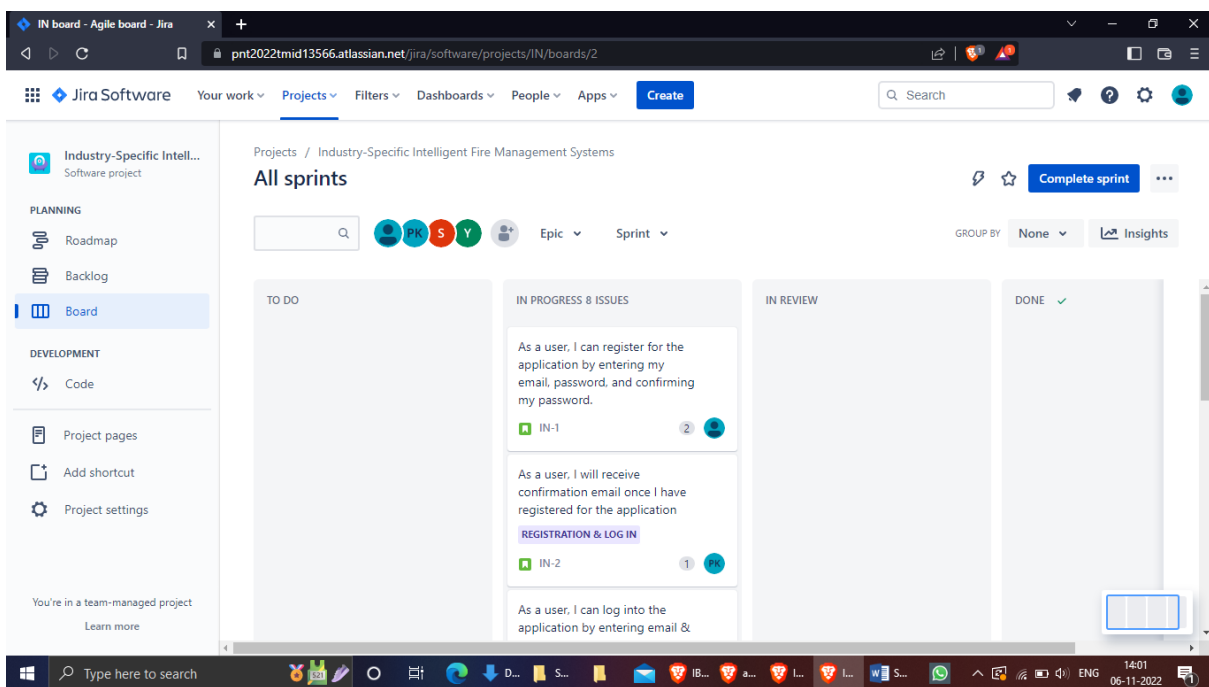 IN board - Agile board - Jira
pnt2022tmid13566.atlassian.net/jira/software/projects/IN/boards/2
Jira Software Your work Projects Filters Dashboards People Apps Create Search
Industry-Specific Intell...
Software project
PLANNING
Roadmap
Backlog
Board
DEVELOPMENT
Code
Project pages
Add shortcut
Project settings
You're in a team-managed project
Learn more
Projects / Industry-Specific Intelligent Fire Management Systems
All sprints
Complete sprint
PK S Y Epic Sprint GROUP BY None Insights
TO DO
IN PROGRESS 8 ISSUES
As a user, I can register for the
application by entering my
email, password, and confirming
my password.
IN-1 2
As a user, I will receive
confirmation email once I have
registered for the application
REGISTRATION & LOG IN
IN-2 1 PK
As a user, I can log into the
application by entering email &
IN REVIEW
DONE
Type here to search D... S... IB... a... I... I... S... ENG
14:01
06-11-2022